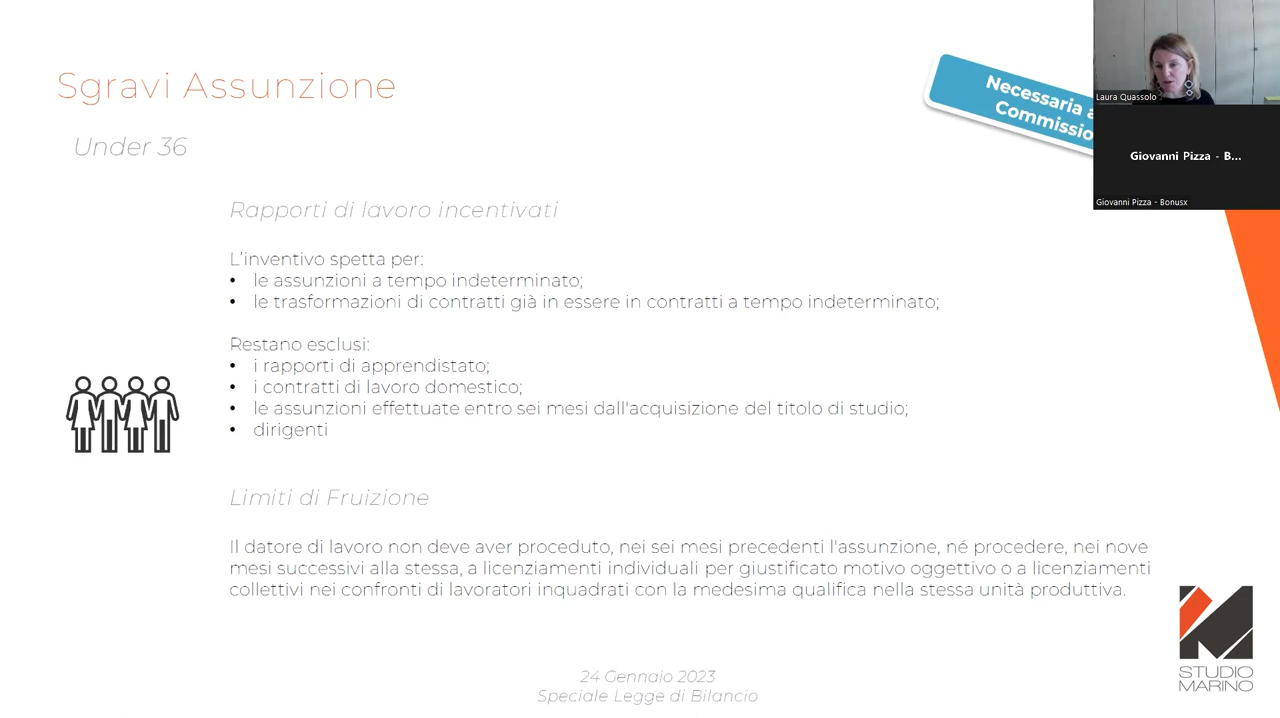 Sgravi Assunzione
Under 36
Necessaria
Commissio
Laura Quassolo
Giovanni Pizza - B...
Giovanni Pizza - Bonusx
Rapporti di lavoro incentivati
L'inventivo spetta per:
• le assunzioni a tempo indeterminato;
• le trasformazioni di contratti già in essere in contratti a tempo indeterminato;
Restano esclusi:
• i rapporti di apprendistato;
• i contratti di lavoro domestico;
• le assunzioni effettuate entro sei mesi dall'acquisizione del titolo di studio;
• dirigenti
Limiti di Fruizione
Il datore di lavoro non deve aver proceduto, nei sei mesi precedenti l'assunzione, né procedere, nei nove
mesi successivi alla stessa, a licenziamenti individuali per giustificato motivo oggettivo o a licenziamenti
collettivi nei confronti di lavoratori inquadrati con la medesima qualifica nella stessa unità produttiva.
STUDIO
MARINO
24 Gennaio 2023
Speciale Legge di Bilancio